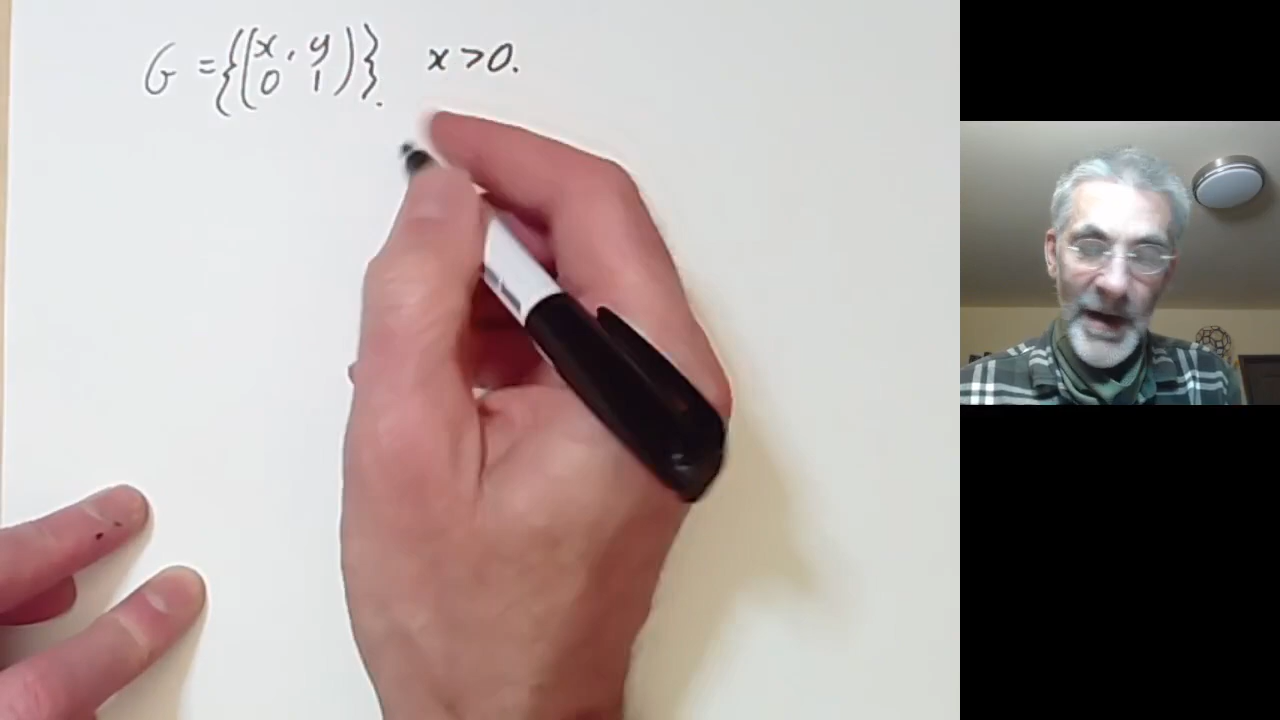 G = {(x, y) }. x > 0.
0 1